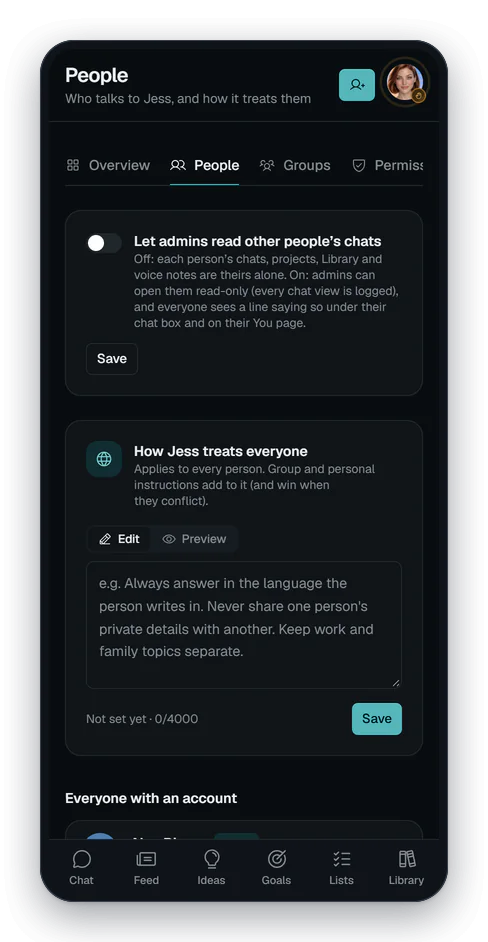 People
Who talks to Jess, and how it treats them
Overview
People
Groups
Permiss
Let admins read other people's chats
Off: each person's chats, projects, Library and
voice notes are theirs alone. On: admins can
open them read-only (every chat view is logged),
and everyone sees a line saying so under their
chat box and on their You page.
Save
How Jess treats everyone
Applies to every person. Group and personal
instructions add to it (and win when
they conflict).
Edit
Preview
e.g. Always answer in the language the
person writes in. Never share one person's
private details with another. Keep work and
family topics separate.
Not set yet · 0/4000
Save
Everyone with an account
Chat
Feed
Ideas
Goals
Lists
Library